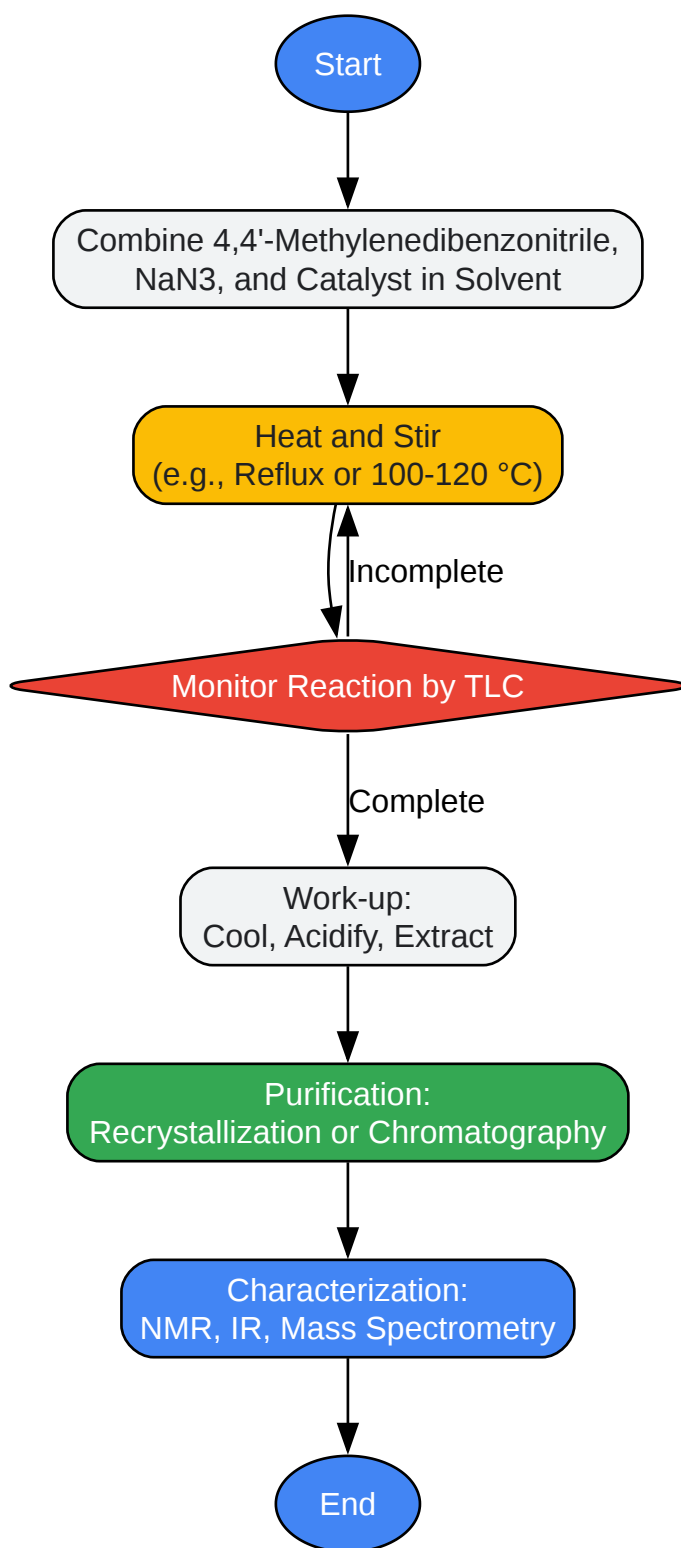 Start
Combine 4,4'-Methylenedibenzonitrile,
NaN3, and Catalyst in Solvent
Heat and Stir
(e.g., Reflux or 100-120 °C)
Incomplete
Monitor Reaction by TLC
Complete
Work-up:
Cool, Acidify, Extract
Purification:
Recrystallization or Chromatography
Characterization:
NMR, IR, Mass Spectrometry
End